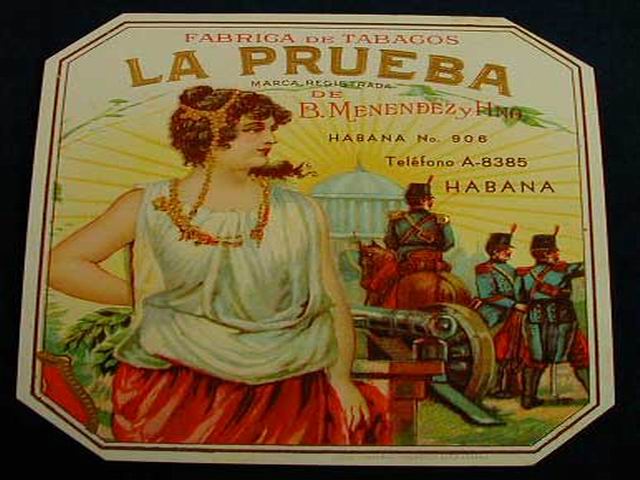 FABRICA DE TABACOS
LA PRUEBA
MARCA REGISTRADA
DE
B. MENENDEZ y HNO.
HABANA No. 906
Teléfono A-8385
HABANA